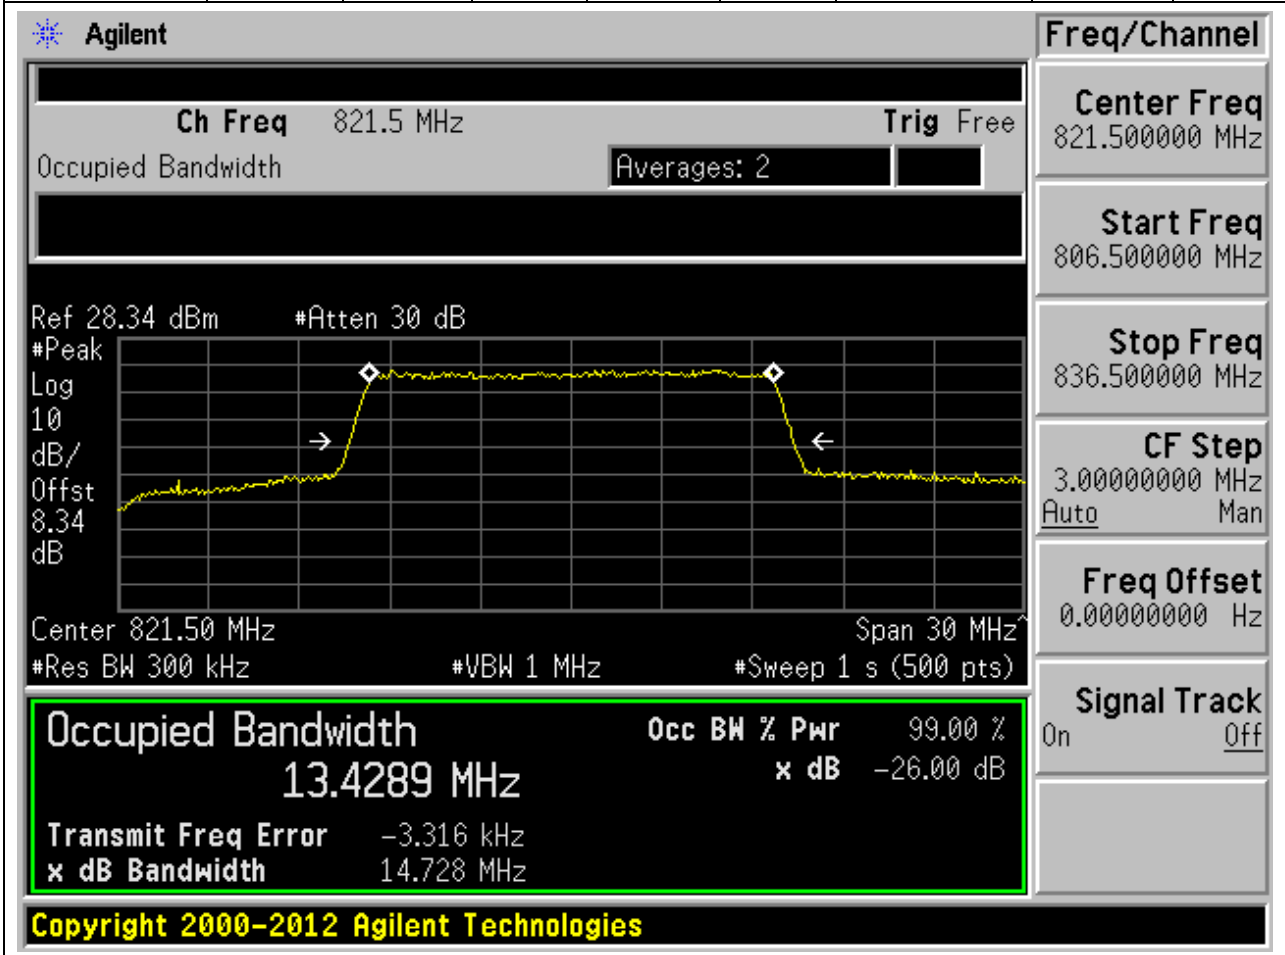 Agilent
Freq/Channel
Ch Freq 821.5 MHz Trig Free
Occupied Bandwidth Averages: 2
Center Freq
821.500000 MHz
Start Freq
806.500000 MHz
Stop Freq
836.500000 MHz
CF Step
3.00000000 MHz
Auto Man
Freq Offset
0.00000000 Hz
Signal Track
On Off
Ref 28.34 dBm #Atten 30 dB
#Peak
Log
10
dB/
Offst
8.34
dB
Center 821.50 MHz Span 30 MHz^
#Res BW 300 kHz #VBW 1 MHz #Sweep 1 s (500 pts)
Occupied Bandwidth Occ BW % Pwr 99.00 %
13.4289 MHz x dB -26.00 dB
Transmit Freq Error -3.316 kHz
x dB Bandwidth 14.728 MHz
Copyright 2000-2012 Agilent Technologies